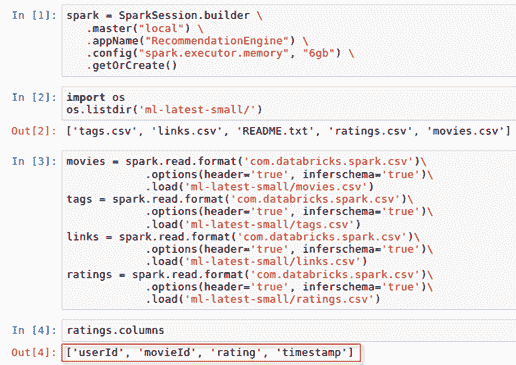 In [1]: spark = SparkSession.builder \
.master("local") \
.appName("RecommendationEngine") \
.config("spark.executor.memory", "6gb") \
.getOrCreate()
In [2]: import os
os.listdir('ml-latest-small/')
Out[2]: ['tags.csv', 'links.csv', 'README.txt', 'ratings.csv', 'movies.csv']
In [3]: movies = spark.read.format('com.databricks.spark.csv')\
.options(header='true', inferschema='true')\
.load('ml-latest-small/movies.csv')
tags = spark.read.format('com.databricks.spark.csv')\
.options(header='true', inferschema='true')\
.load('ml-latest-small/tags.csv')
links = spark.read.format('com.databricks.spark.csv')\
.options(header='true', inferschema='true')\
.load('ml-latest-small/links.csv')
ratings = spark.read.format('com.databricks.spark.csv')\
.options(header='true', inferschema='true')\
.load('ml-latest-small/ratings.csv')
In [4]: ratings.columns
Out[4]: ['userId', 'movieId', 'rating', 'timestamp']